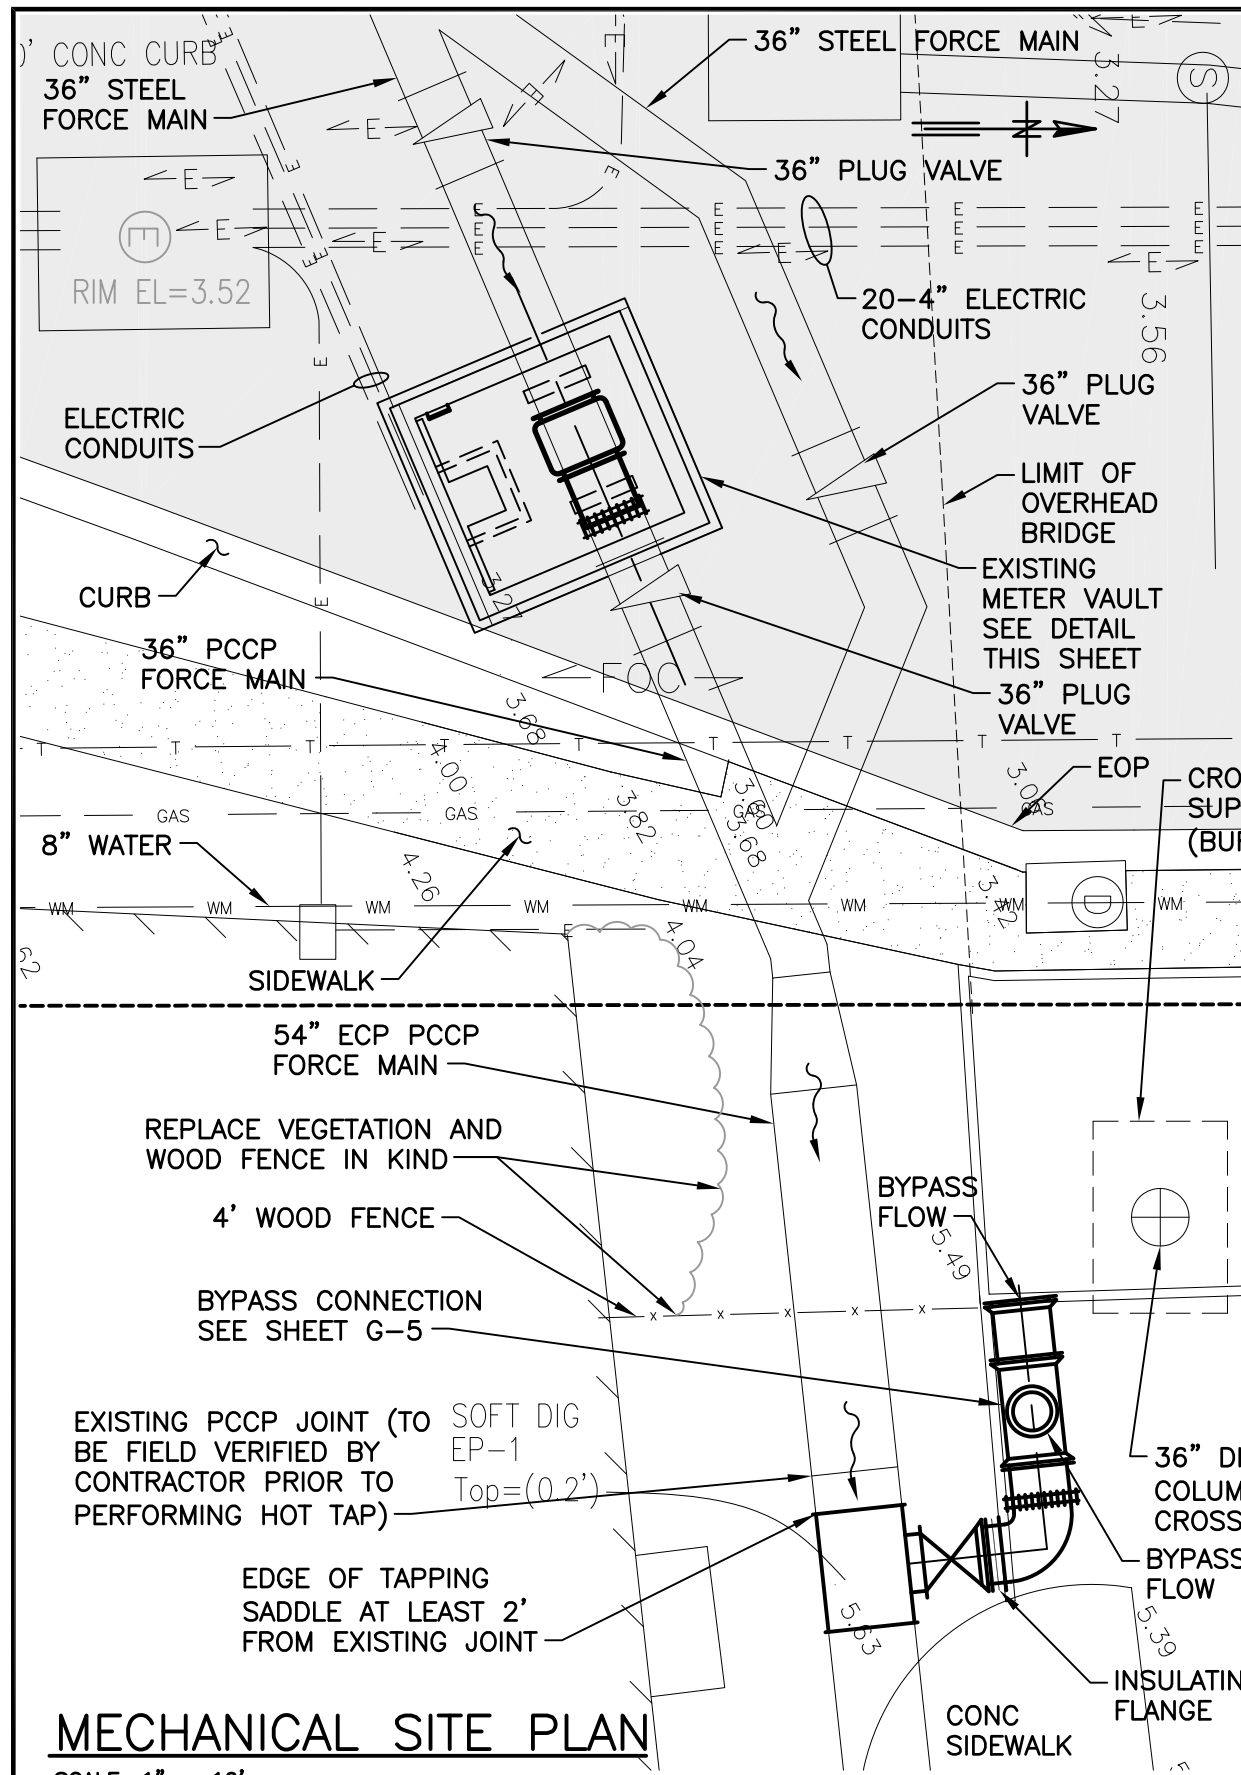 ' CONC CURB
36" STEEL
FORCE MAIN
36" STEEL FORCE MAIN
E
3.27
S
36" PLUG VALVE
E
E
E
E
E
RIM EL=3.52
E
E
E
E
E
E
E
E
E
E
E
E
20-4" ELECTRIC
CONDUITS
3.56
36" PLUG
VALVE
ELECTRIC
CONDUITS
LIMIT OF
OVERHEAD
BRIDGE
EXISTING
METER VAULT
SEE DETAIL
THIS SHEET
CURB
36" PCCP
FORCE MAIN
FOC
36" PLUG
VALVE
3.68
T
T
T
T
T
T
T
T
T
4.00
EOP
3.82
3.60
3.68
GAS
GAS
GAS
GAS
8" WATER
4.26
WM
WM
WM
WM
WM
WM
WM
WM
3.42
D
4.04
62
E
SIDEWALK
54" ECP PCCP
FORCE MAIN
REPLACE VEGETATION AND
WOOD FENCE IN KIND
4' WOOD FENCE
BYPASS
FLOW
5.49
BYPASS CONNECTION
SEE SHEET G-5
x
x
x
x
x
EXISTING PCCP JOINT (TO
BE FIELD VERIFIED BY
CONTRACTOR PRIOR TO
PERFORMING HOT TAP)
SOFT DIG
EP-1
Top=(0.2')
36"
CROSS
BYPASS
FLOW
EDGE OF TAPPING
SADDLE AT LEAST 2'
FROM EXISTING JOINT
5.63
5.39
FLANGE
CONC
SIDEWALK
MECHANICAL SITE PLAN